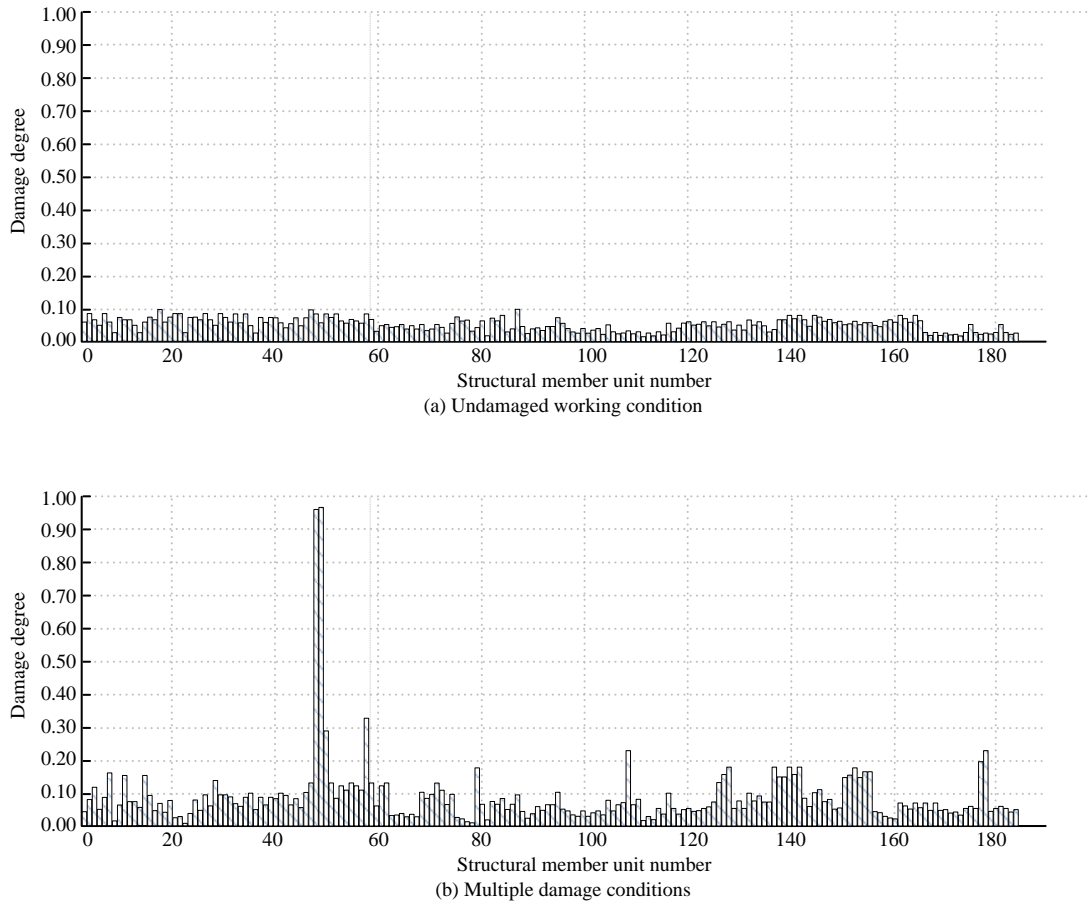 1.00
0.90
0.80
0.70
0.60
0.50
0.40
0.30
0.20
0.10
0.00
Damage degree
0 20 40 60 80 100 120 140 160 180
Structural member unit number
(a) Undamaged working condition
1.00
0.90
0.80
0.70
0.60
0.50
0.40
0.30
0.20
0.10
0.00
Damage degree
0 20 40 60 80 100 120 140 160 180
Structural member unit number
(b) Multiple damage conditions